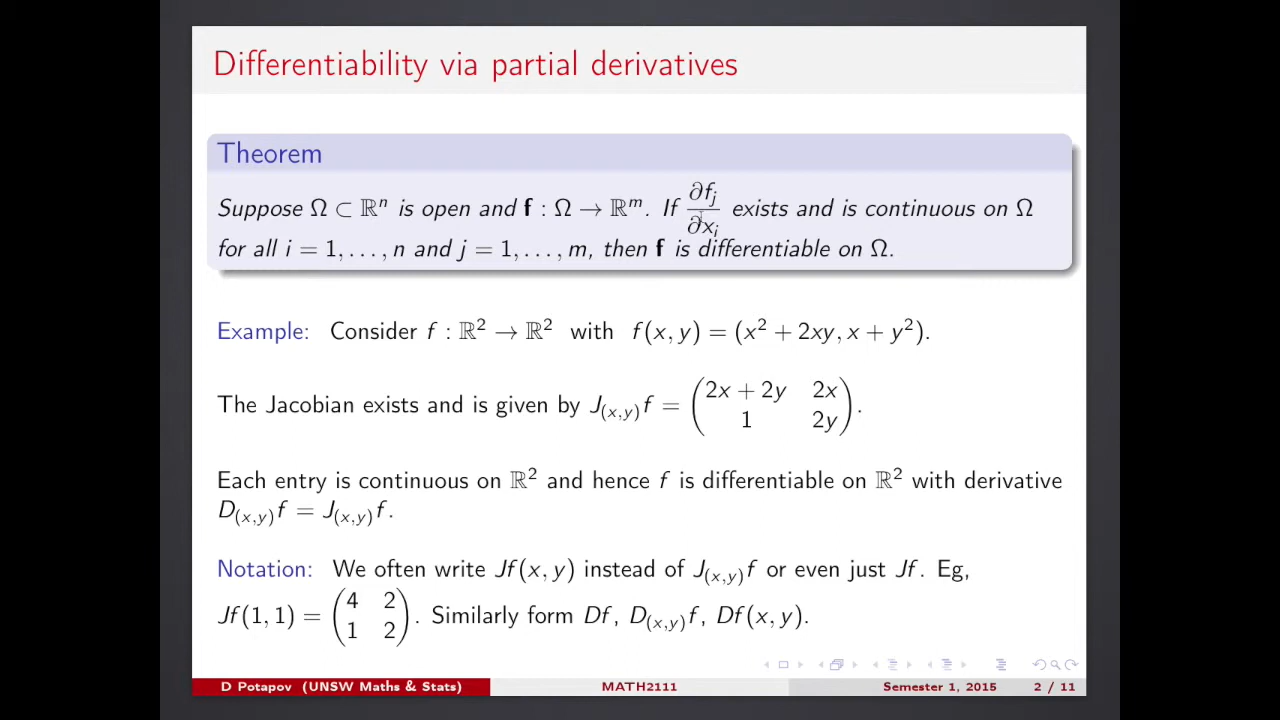 Differentiability via partial derivatives
Theorem
Suppose Ω ⊂ ℝⁿ is open and f : Ω → ℝᵐ. If ∂fⱼ/∂xᵢ exists and is continuous on Ω
for all i = 1, . . . , n and j = 1, . . . , m, then f is differentiable on Ω.
Example: Consider f : ℝ² → ℝ² with f(x, y) = (x² + 2xy, x + y²).
The Jacobian exists and is given by J₍ₓ,ᵧ₎f = (2x + 2y 2x
1 2y).
Each entry is continuous on ℝ² and hence f is differentiable on ℝ² with derivative
D₍ₓ,ᵧ₎f = J₍ₓ,ᵧ₎f.
Notation: We often write Jf(x, y) instead of J₍ₓ,ᵧ₎f or even just Jf. Eg,
Jf(1, 1) = (4 2
1 2). Similarly form Df, D₍ₓ,ᵧ₎f, Df(x, y).
D Potapov (UNSW Maths & Stats) MATH2111 Semester 1, 2015 2 / 11